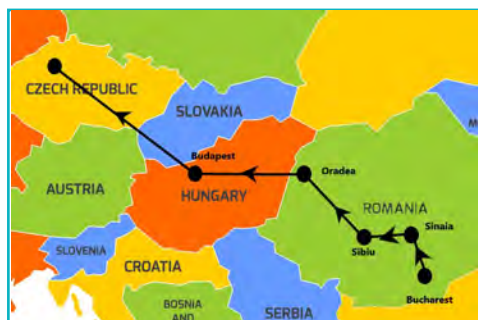 CZECH REPUBLIC
SLOVAKIA
Budapest
AUSTRIA
HUNGARY
Oradea
ROMANIA
Sinaia
Sibiu
SLOVENIA
CROATIA
Bucharest
BOSNIA
AND
SERBIA
M